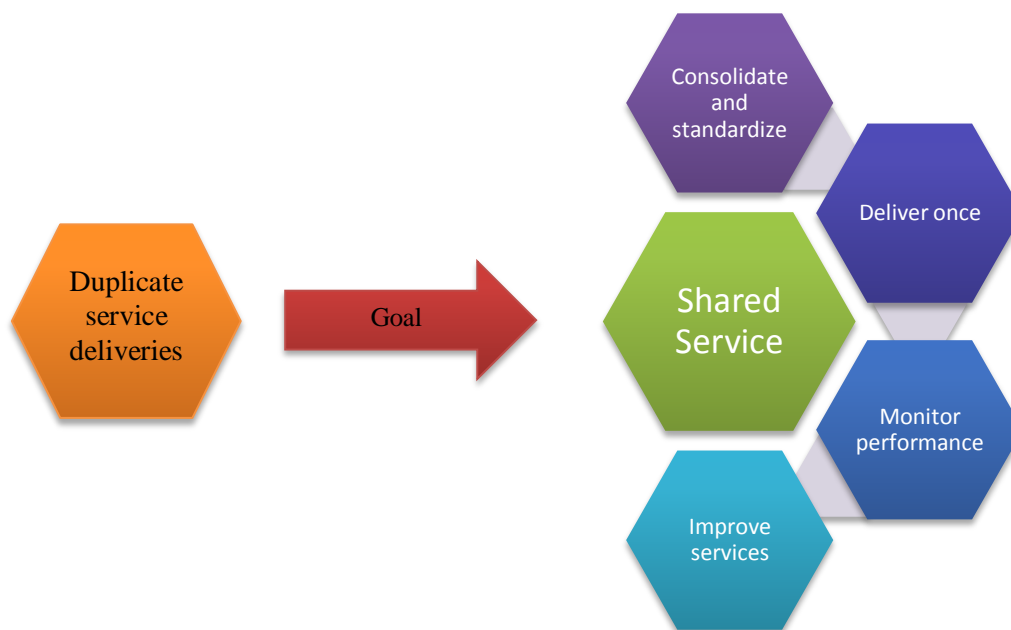 Duplicate
service
deliveries
Goal
Shared
Service
Consolidate
and
standardize
Deliver once
Monitor
performance
Improve
services